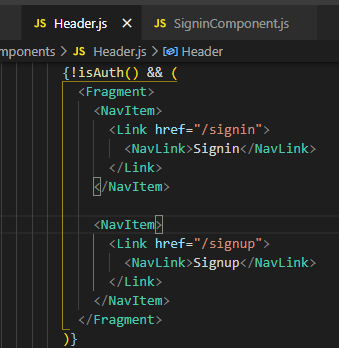 JS Header.js × JS SigninComponent.js
omponents > JS Header.js > Header
{!isAuth() && (
<Fragment>
<NavItem>
<Link href="/signin">
<NavLink>Signin</NavLink>
</Link>
</NavItem>
<NavItem>
<Link href="/signup">
<NavLink>Signup</NavLink>
</Link>
</NavItem>
</Fragment>
)}